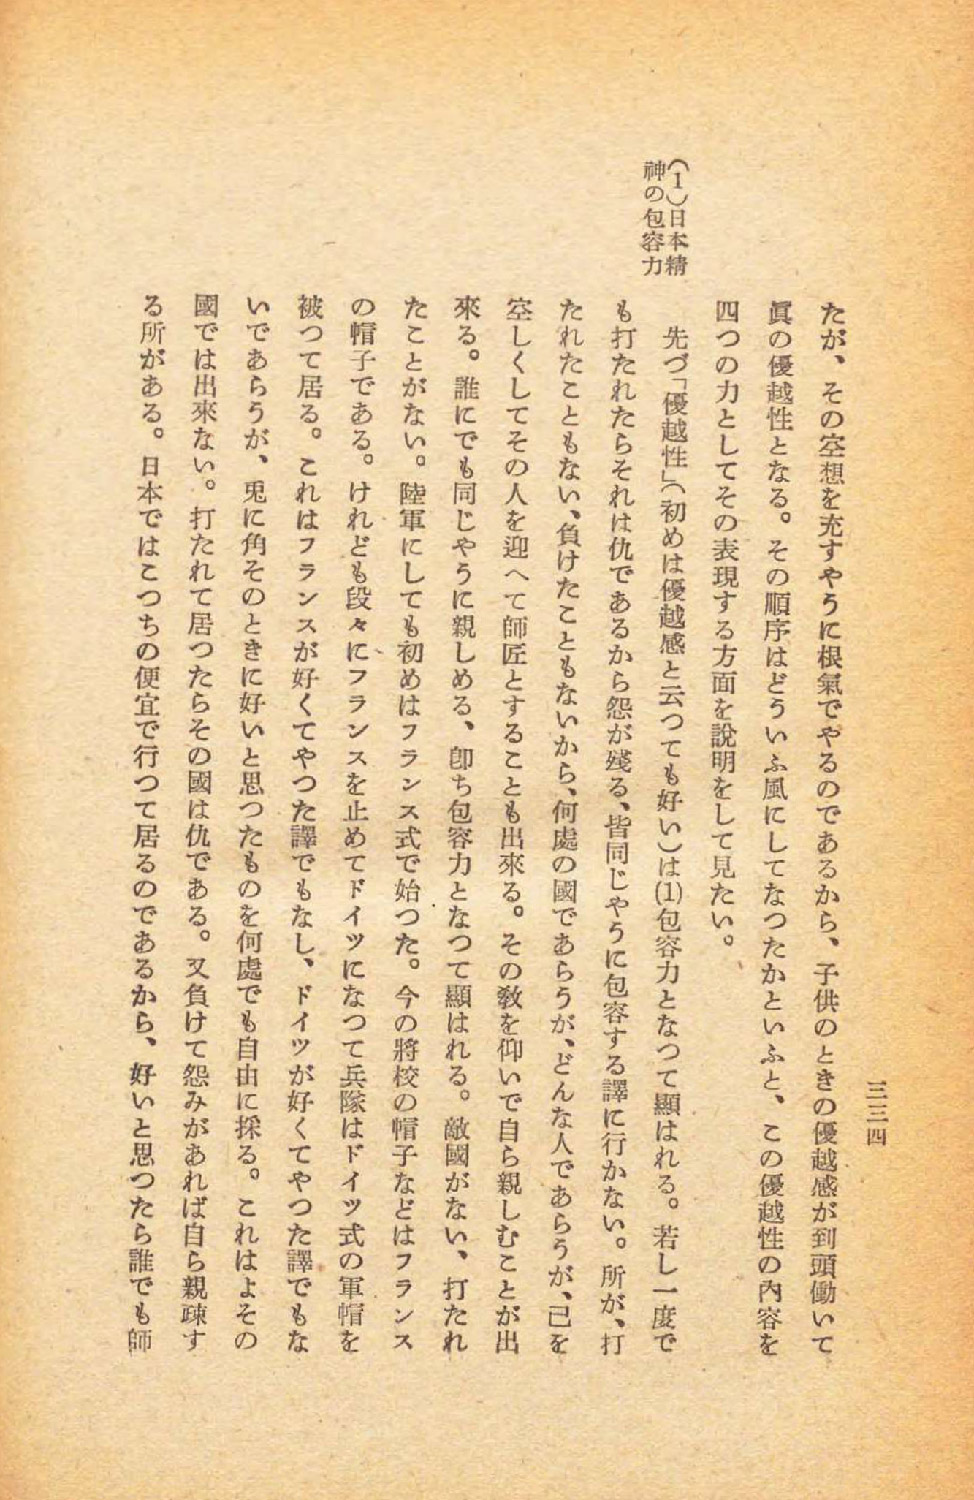 三三四
たが、その空想を充すやうに根氣でやるのであるから、子供のときの優越感が到頭働いて
眞の優越性となる。その順序はどういふ風にしてなつたかといふと、この優越性の內容を
四つの力としてその表現する方面を說明をして見たい。
(1)日本精
神の包容力
先づ「優越性」(初めは優越感と云つても好い)は(1)包容力となつて顯はれる。若し一度で
も打たれたらそれは仇であるから怨が殘る、皆同じやうに包容する譯に行かない。所が、打
たれたこともない、負けたこともないから、何處の國であらうが、どんな人であらうが、己を
空しくしてその人を迎へて師匠とすることも出來る。その敎を仰いで自ら親しむことが出
來る。誰にでも同じやうに親しめる、卽ち包容力となつて顯はれる。敵國がない、打たれ
たことがない。陸軍にしても初めはフランス式で始つた。今の將校の帽子などはフランス
の帽子である。けれども段々にフランスを止めてドイツになつて兵隊はドイツ式の軍帽を
被つて居る。これはフランスが好くてやつた譯でもなし、ドイツが好くてやつた譯でもな
いであらうが、兎に角そのときに好いと思つたものを何處でも自由に採る。これはよその
國では出來ない。打たれて居つたらその國は仇である。又負けて怨みがあれば自ら親疎す
る所がある。日本ではこつちの便宜で行つて居るのであるから、好いと思つたら誰でも師